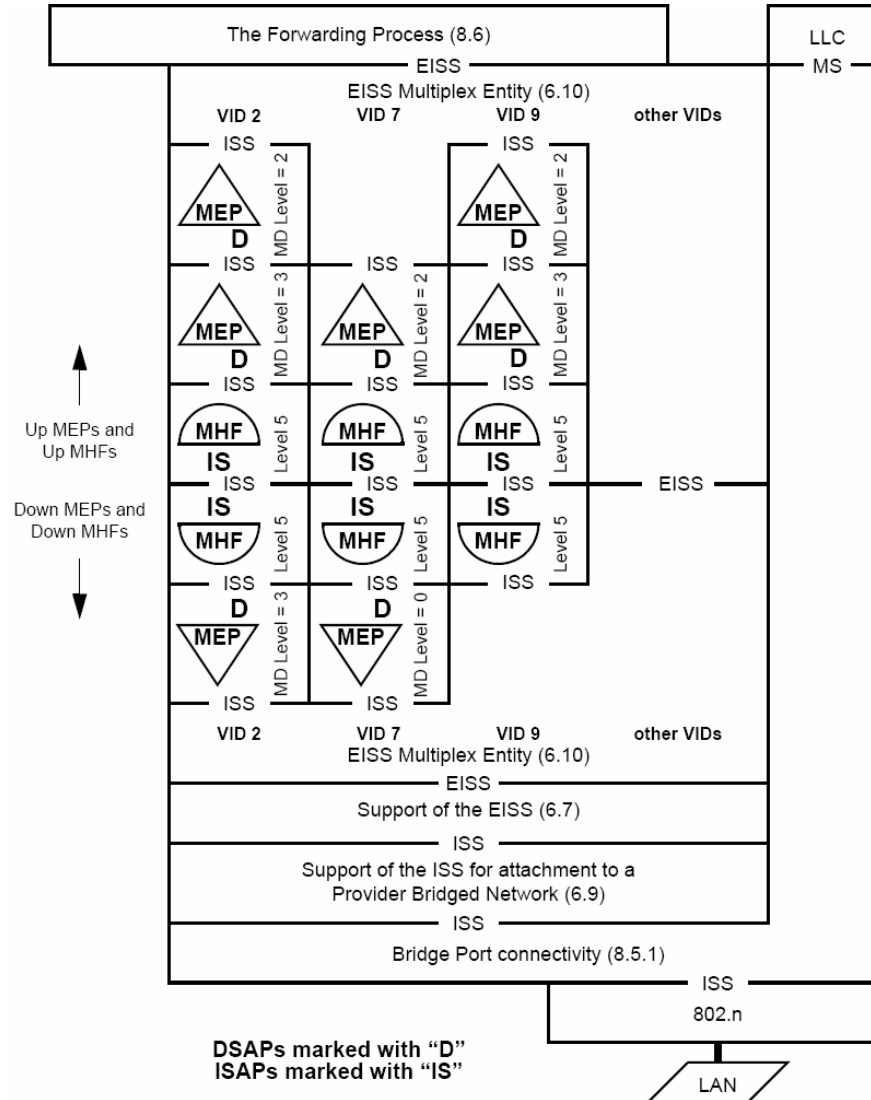 The Forwarding Process (8.6)
LLC
EISS
MS
EISS Multiplex Entity (6.10)
VID 2 VID 7 VID 9 other VIDs
ISS ISS
MEP MD Level = 2 MEP MD Level = 2
D D
ISS ISS ISS
MEP MD Level = 3 MEP MD Level = 2 MEP MD Level = 3
D D D
ISS ISS ISS
Up MEPs and
Up MHFs
MHF Level 5 MHF Level 5 MHF Level 5
IS IS IS
ISS ISS ISS EISS
Down MEPs and
Down MHFs
IS IS IS
MHF Level 5 MHF Level 5 MHF Level 5
ISS ISS ISS
D D
MEP MD Level = 3 MEP MD Level = 0
ISS ISS
VID 2 VID 7 VID 9 other VIDs
EISS Multiplex Entity (6.10)
EISS
Support of the EISS (6.7)
ISS
Support of the ISS for attachment to a
Provider Bridged Network (6.9)
ISS
Bridge Port connectivity (8.5.1)
ISS
802.n
DSAPs marked with “D”
ISAPs marked with “IS”
LAN